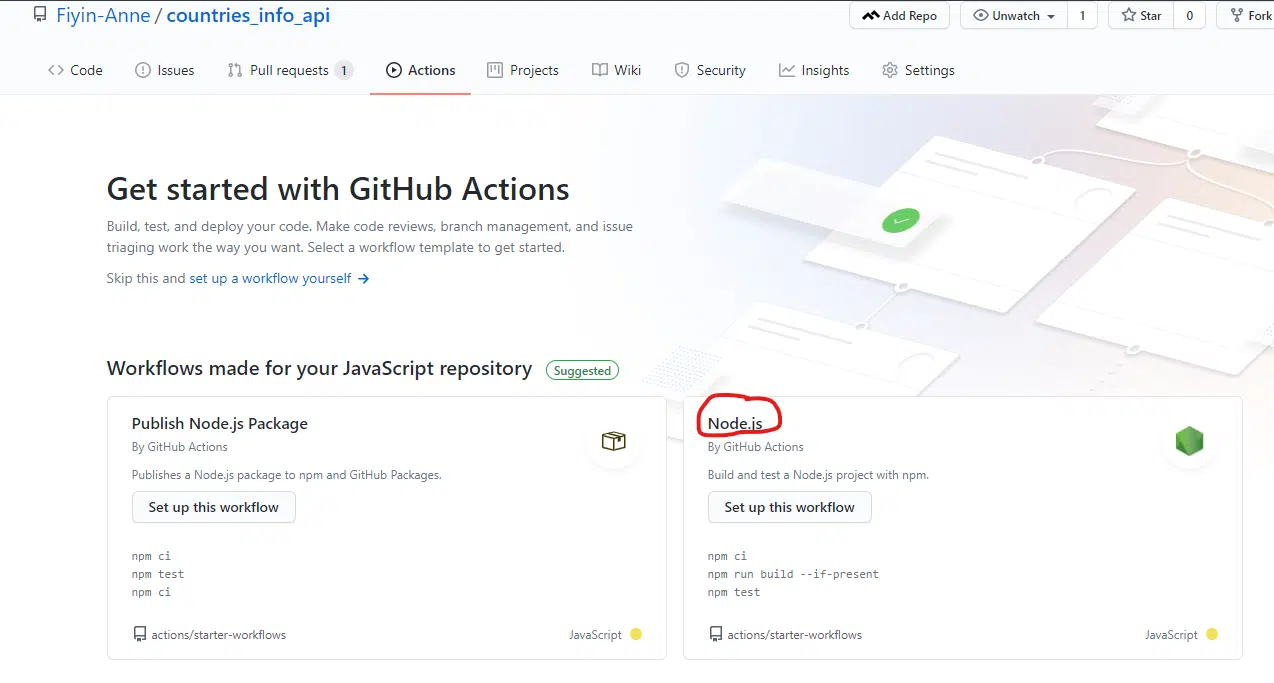 Fiyin-Anne / countries_info_api
Add Repo
Unwatch
1
Star
0
Fork
<> Code
Issues
Pull requests 1
Actions
Projects
Wiki
Security
Insights
Settings
Get started with GitHub Actions
Build, test, and deploy your code. Make code reviews, branch management, and issue
triaging work the way you want. Select a workflow template to get started.
Skip this and set up a workflow yourself →
Workflows made for your JavaScript repository Suggested
Publish Node.js Package
By GitHub Actions
Publishes a Node.js package to npm and GitHub Packages.
Set up this workflow
npm ci
npm test
npm ci
actions/starter-workflows
JavaScript
Node.js
By GitHub Actions
Build and test a Node.js project with npm.
Set up this workflow
npm ci
npm run build --if-present
npm test
actions/starter-workflows
JavaScript